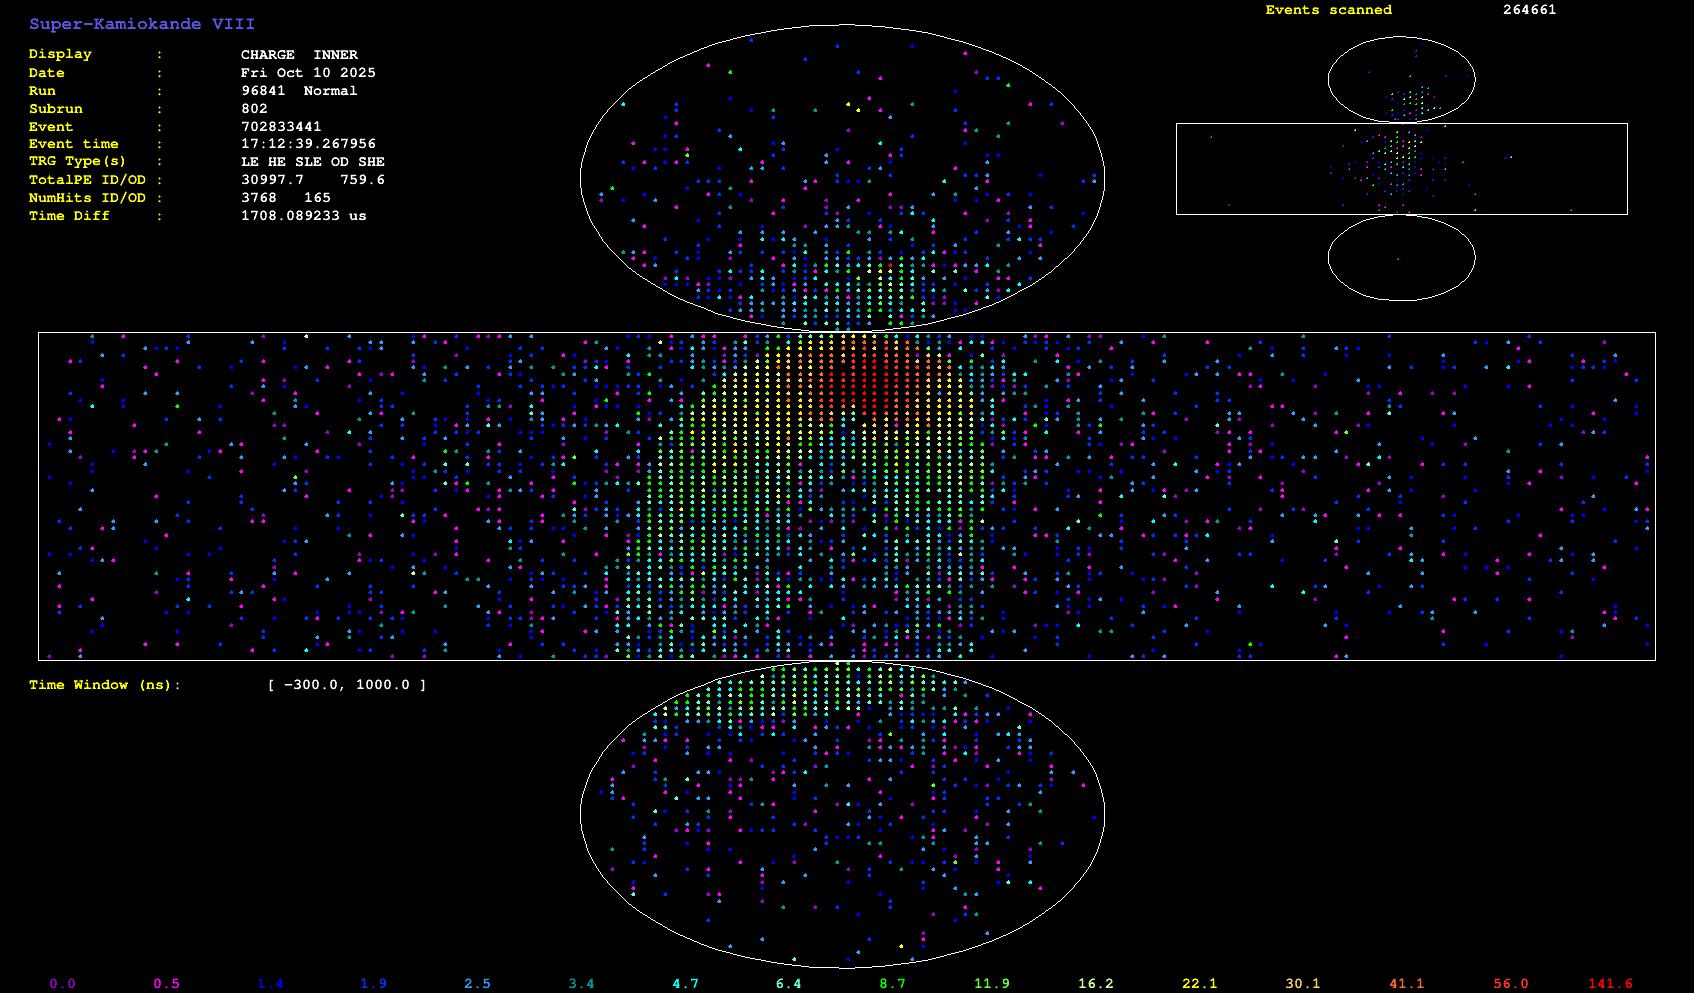 Super-Kamiokande VIII
Events scanned 264661
Display : CHARGE INNER
Date : Fri Oct 10 2025
Run : 96841 Normal
Subrun : 802
Event : 702833441
Event time : 17:12:39.267956
TRG Type(s) : LE HE SLE OD SHE
TotalPE ID/OD : 30997.7 759.6
NumHits ID/OD : 3768 165
Time Diff : 1708.089233 us
Time Window (ns): [ -300.0, 1000.0 ]
0.0 0.5 1.4 1.9 2.5 3.4 4.7 6.4 8.7 11.9 16.2 22.1 30.1 41.1 56.0 141.6